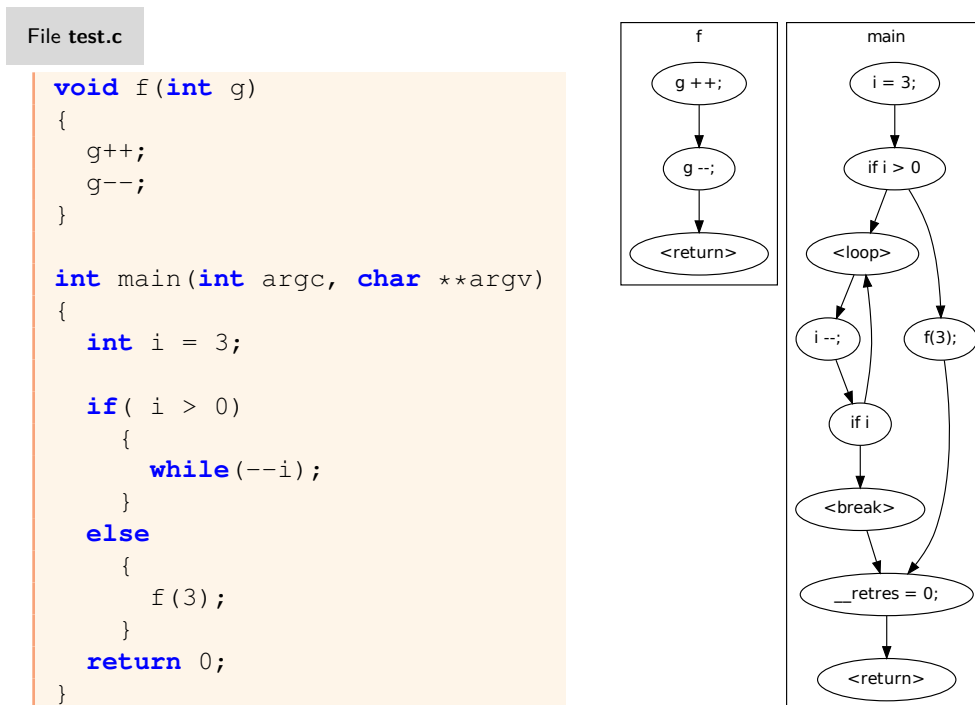 File test.c
void f(int g)
{
  g++;
  g--;
}

int main(int argc, char **argv)
{
  int i = 3;

  if( i > 0)
    {
      while(--i);
    }
  else
    {
      f(3);
    }
  return 0;
}
f
g ++;
g --;
<return>
main
i = 3;
if i > 0
<loop>
i --;
f(3);
if i
<break>
__retres = 0;
<return>